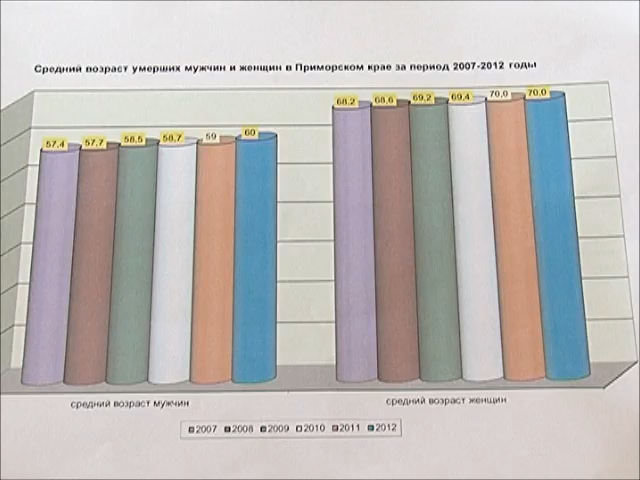 Средний возраст умерших мужчин и женщин в Приморском крае за период 2007-2012 годы
57,4 57,7 58,5 58,7 59 60
68,2 68,6 69,2 69,4 70,0 70,0
средний возраст мужчин средний возраст женщин
2007 2008 2009 2010 2011 2012